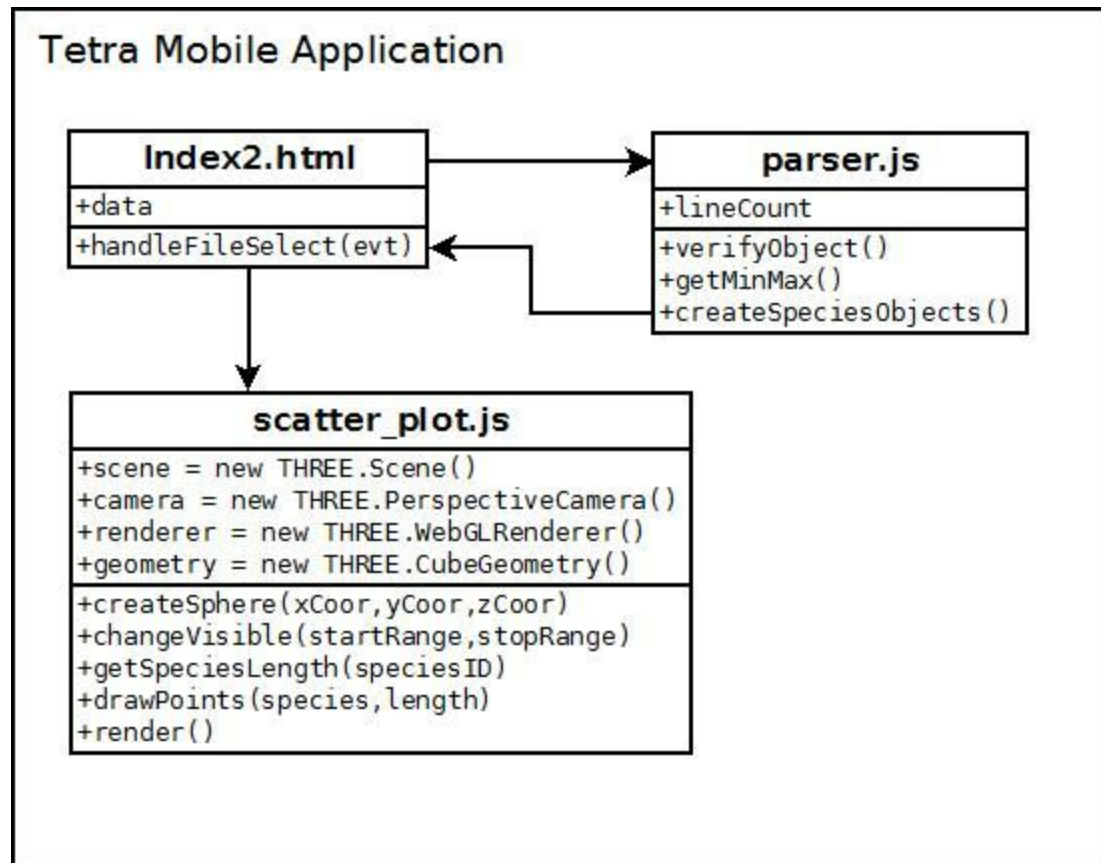 Tetra Mobile Application
Index2.html
+data
+handleFileSelect(evt)
parser.js
+lineCount
+verifyObject()
+getMinMax()
+createSpeciesObjects()
scatter_plot.js
+scene = new THREE.Scene()
+camera = new THREE.PerspectiveCamera()
+renderer = new THREE.WebGLRenderer()
+geometry = new THREE.CubeGeometry()
+createSphere(xCoor,yCoor,zCoor)
+changeVisible(startRange,stopRange)
+getSpeciesLength(speciesID)
+drawPoints(species,length)
+render()